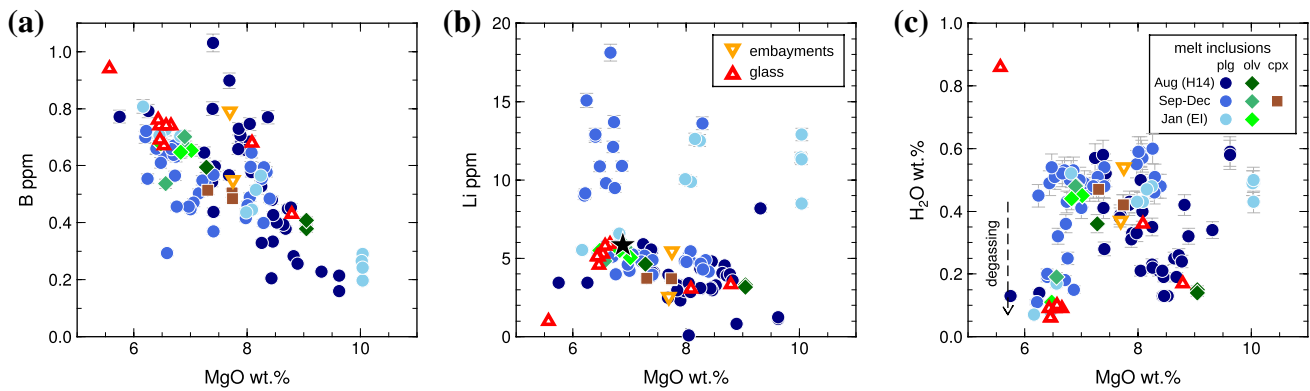 (a)
B ppm
1.0
0.8
0.6
0.4
0.2
0.0
6 8 10
MgO wt.%
(b)
Li ppm
20
15
10
5
0
embayments
glass
6 8 10
MgO wt.%
(c)
H₂O wt.%
1.0
0.8
0.6
0.4
0.2
0.0
melt inclusions
plg olv cpx
Aug (H14)
Sep-Dec
Jan (EI)
degassing
6 8 10
MgO wt.%